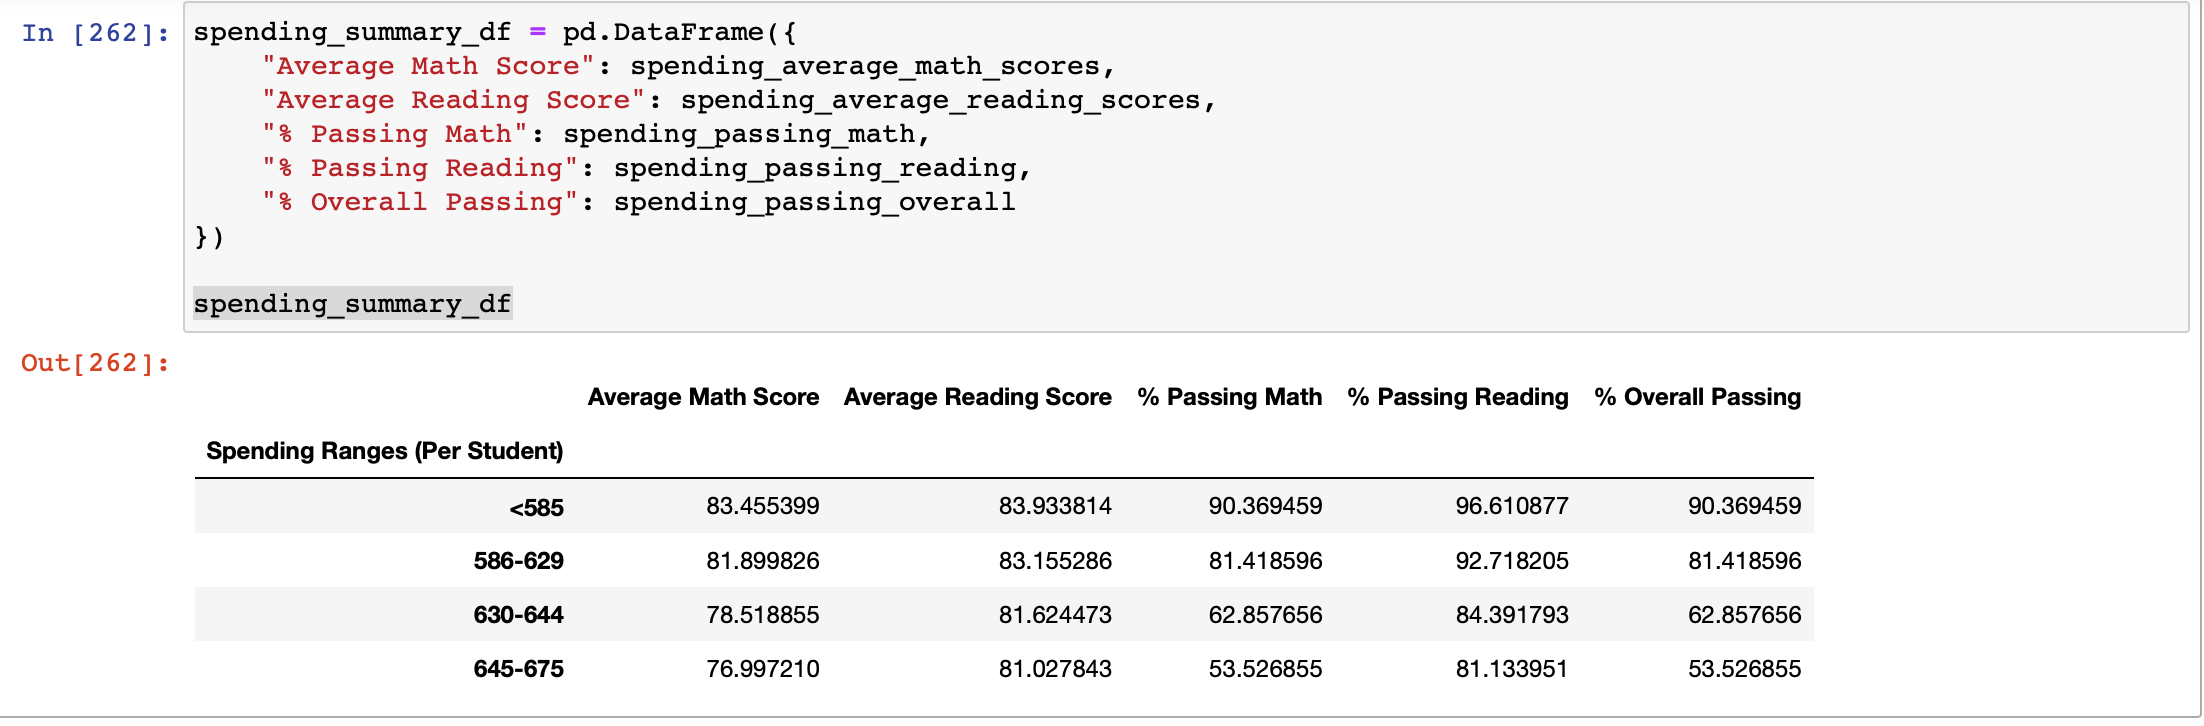 In [262]: spending_summary_df = pd.DataFrame({
    "Average Math Score": spending_average_math_scores,
    "Average Reading Score": spending_average_reading_scores,
    "% Passing Math": spending_passing_math,
    "% Passing Reading": spending_passing_reading,
    "% Overall Passing": spending_passing_overall
})
spending_summary_df
Out[262]:
Average Math Score Average Reading Score % Passing Math % Passing Reading % Overall Passing
Spending Ranges (Per Student)
<585 83.455399 83.933814 90.369459 96.610877 90.369459
586-629 81.899826 83.155286 81.418596 92.718205 81.418596
630-644 78.518855 81.624473 62.857656 84.391793 62.857656
645-675 76.997210 81.027843 53.526855 81.133951 53.526855